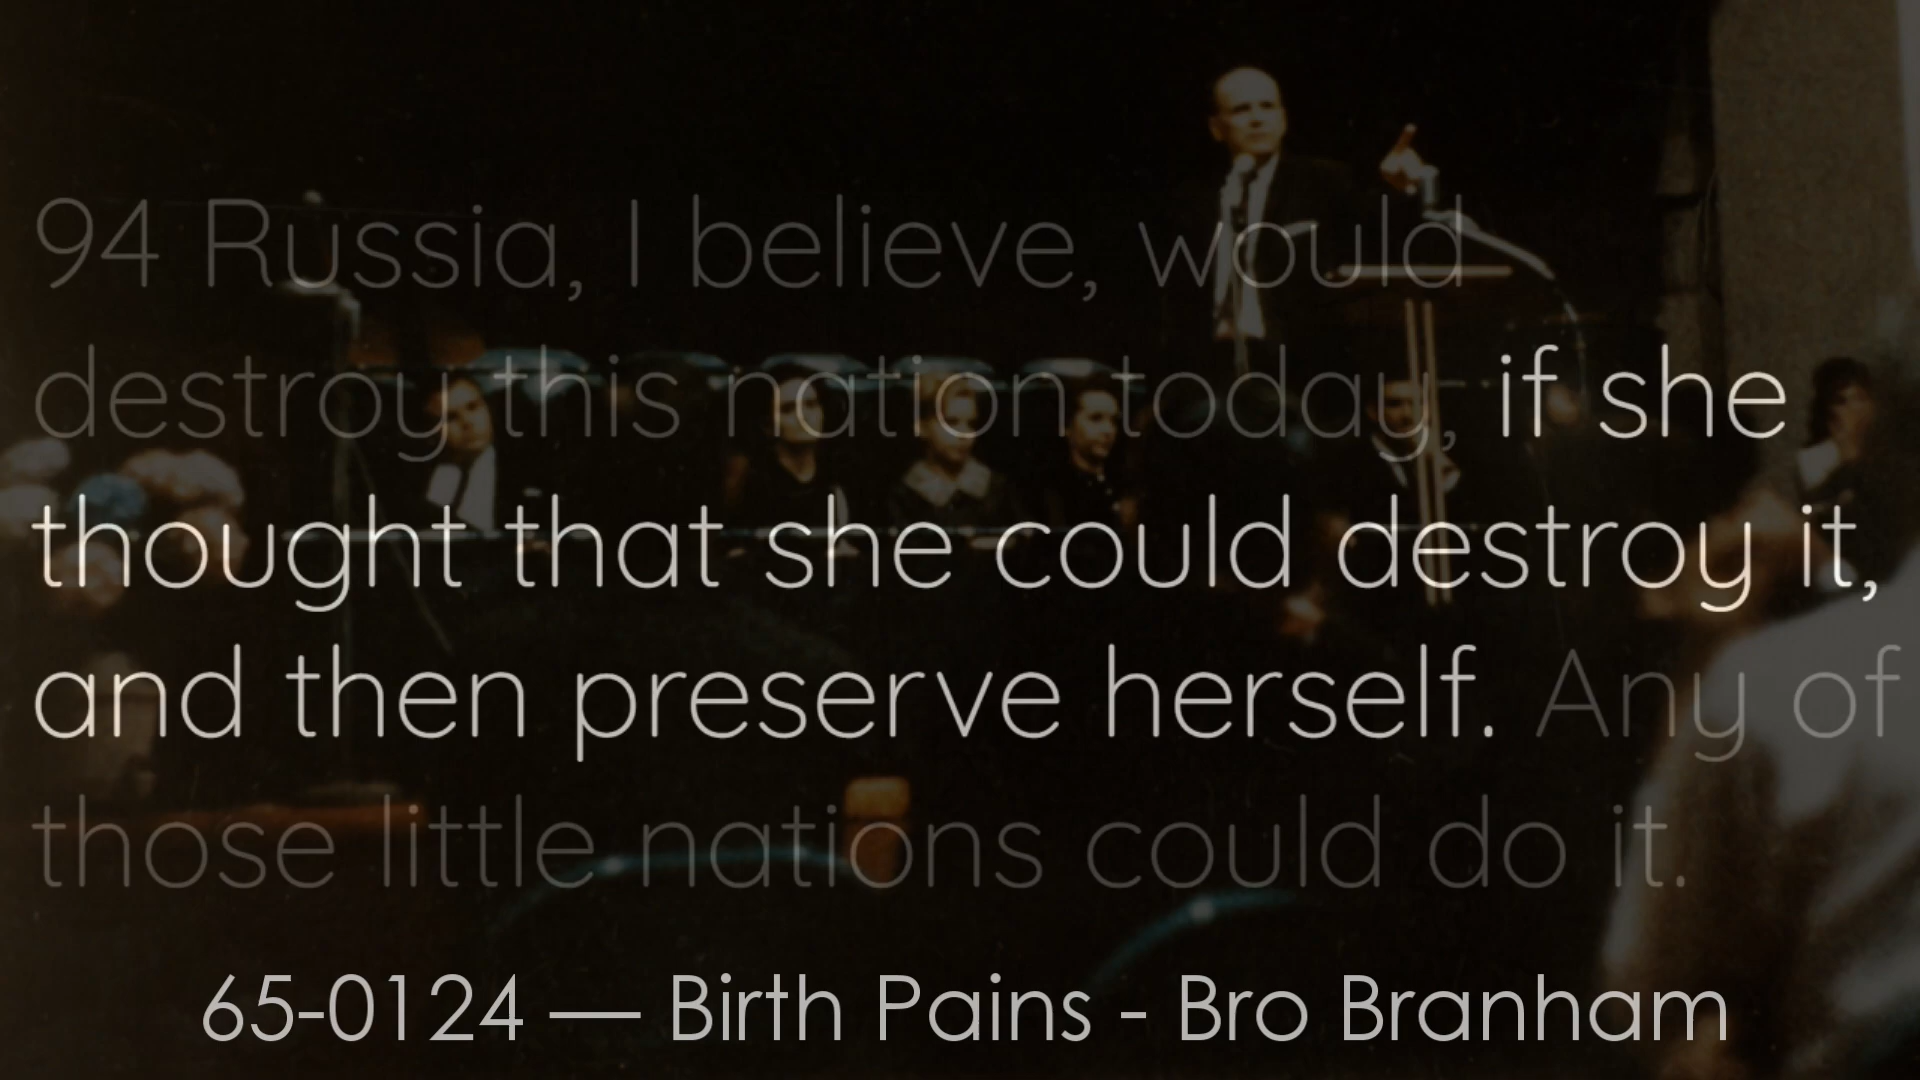 94 Russia, I believe, would
destroy this nation today, if she
thought that she could destroy it,
and then preserve herself. Any of
those little nations could do it.
65-0124 — Birth Pains - Bro Branham